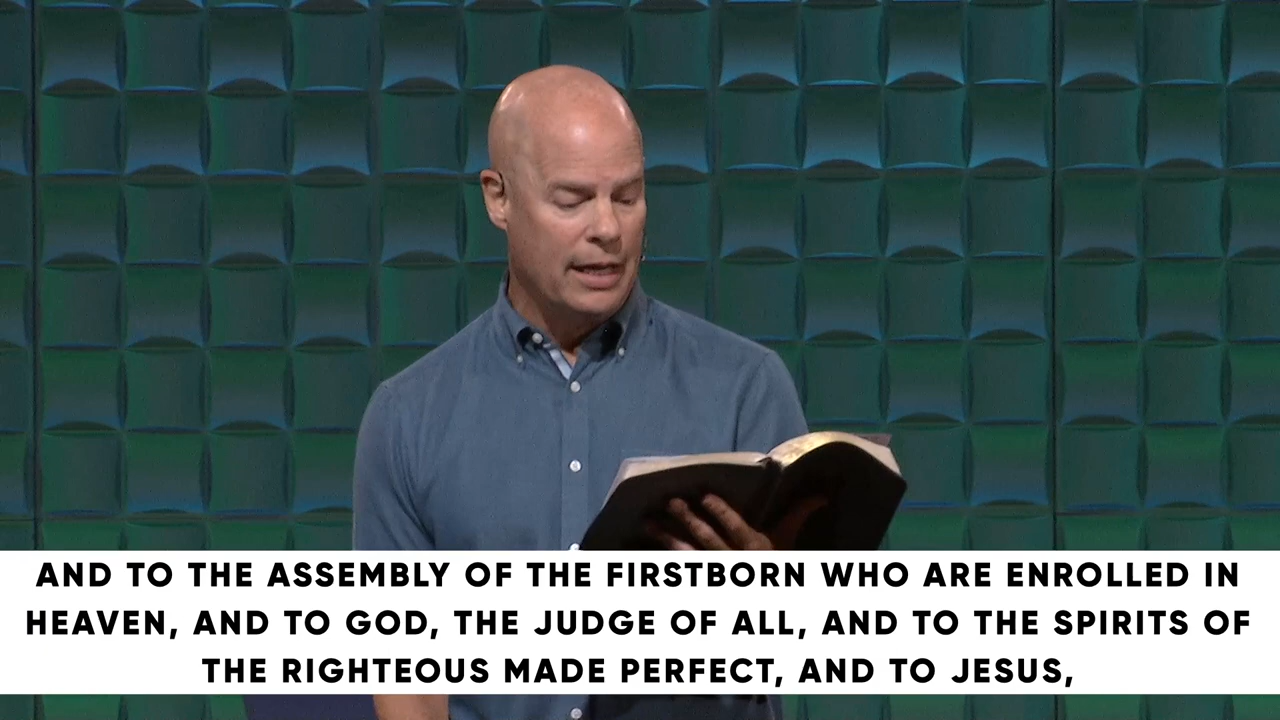 AND TO THE ASSEMBLY OF THE FIRSTBORN WHO ARE ENROLLED IN
HEAVEN, AND TO GOD, THE JUDGE OF ALL, AND TO THE SPIRITS OF
THE RIGHTEOUS MADE PERFECT, AND TO JESUS,